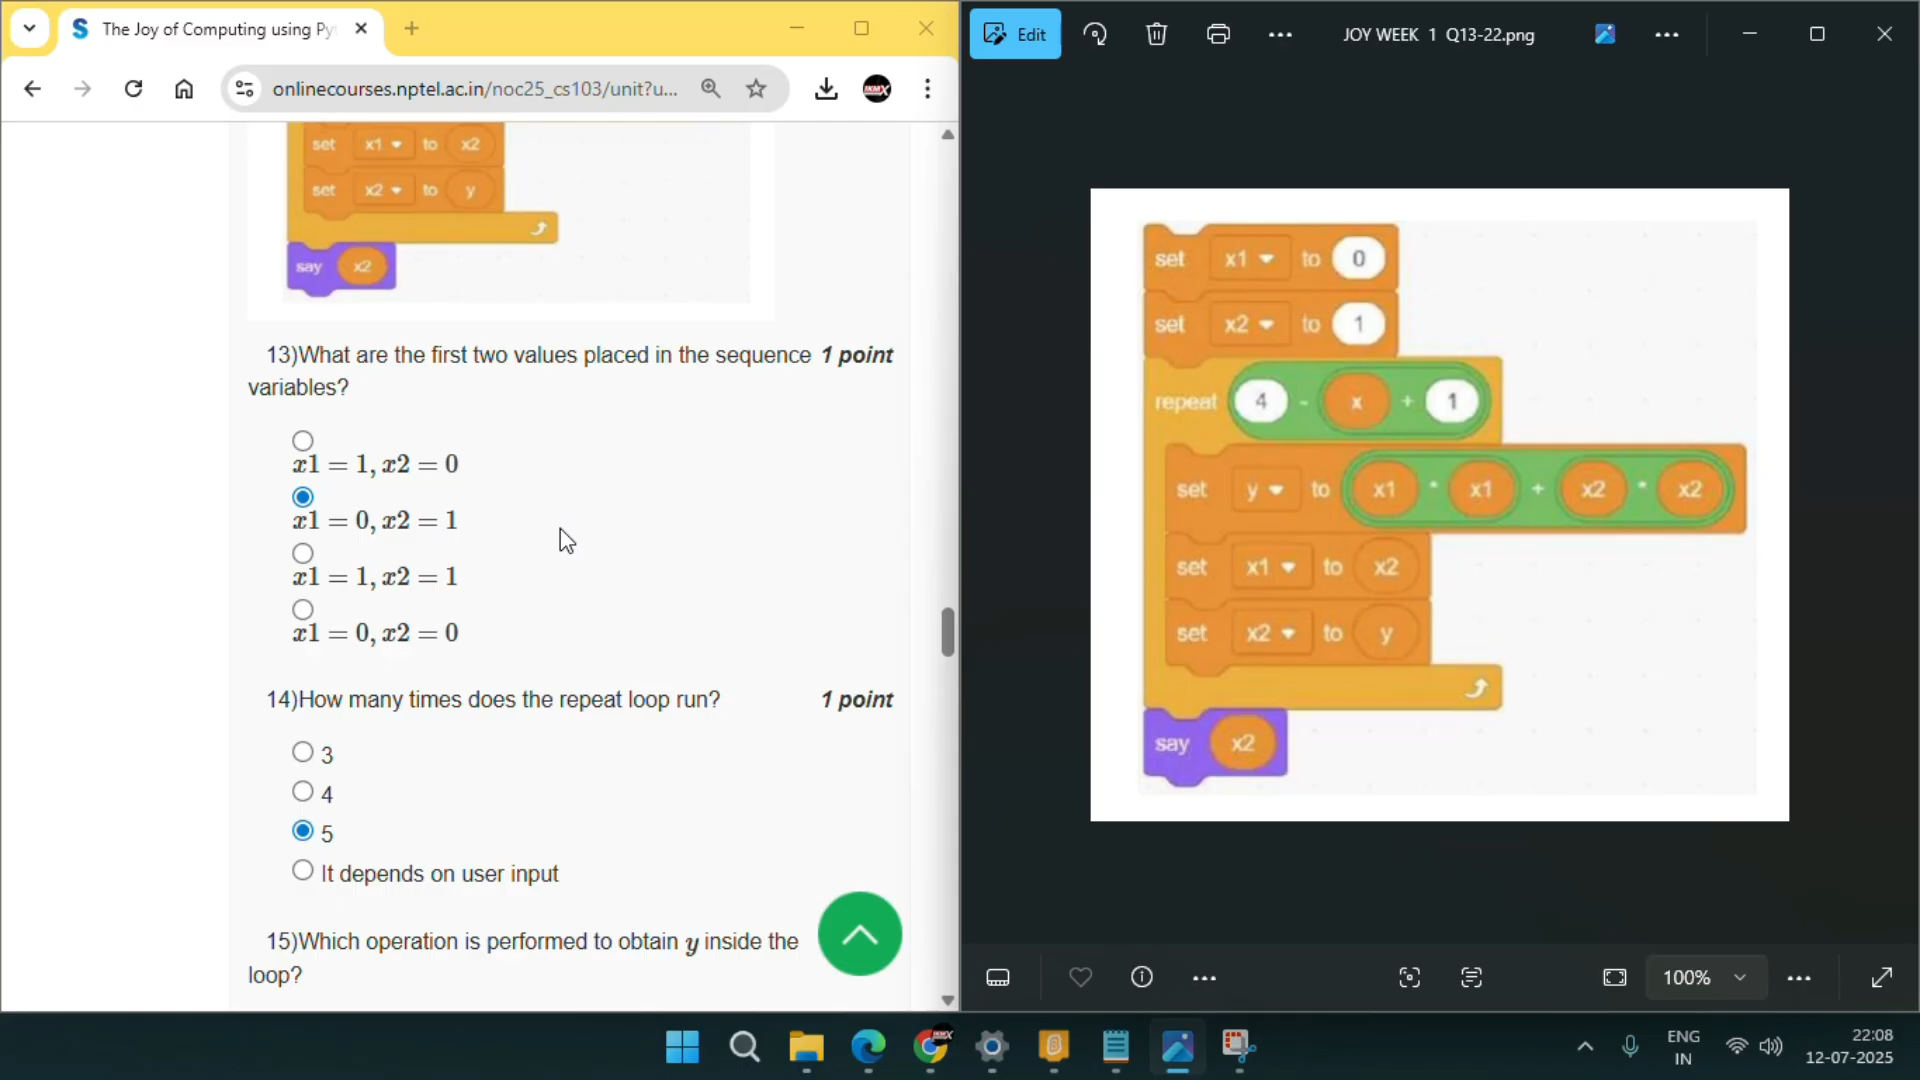 The Joy of Computing using Py
onlinecourses.nptel.ac.in/noc25_cs103/unit?u...
set x1 to x2
set x2 to y
say x2
13)What are the first two values placed in the sequence variables?
1 point
x1 = 1, x2 = 0
x1 = 0, x2 = 1
x1 = 1, x2 = 1
x1 = 0, x2 = 0
14)How many times does the repeat loop run?
1 point
3
4
5
It depends on user input
15)Which operation is performed to obtain y inside the
loop?
Edit
JOY WEEK 1 Q13-22.png
set x1 to 0
set x2 to 1
repeat 4 - x + 1
set y to x1 * x1 + x2 * x2
set x1 to x2
set x2 to y
say x2
100%
ENG
IN
22:08
12-07-2025